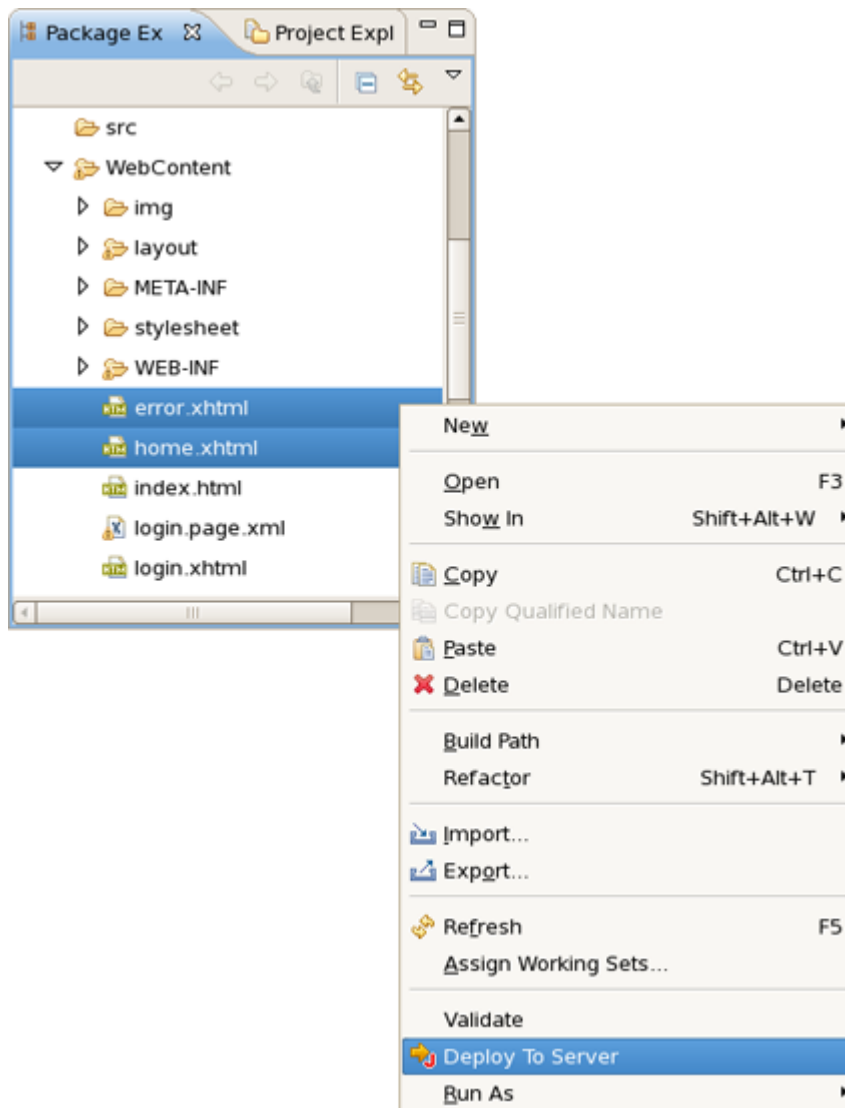 Package Ex
Project Expl
src
WebContent
img
layout
META-INF
stylesheet
WEB-INF
error.xhtml
home.xhtml
index.html
login.page.xml
login.xhtml
New
Open F3
Show In Shift+Alt+W
Copy Ctrl+C
Copy Qualified Name
Paste Ctrl+V
Delete Delete
Build Path
Refactor Shift+Alt+T
Import...
Export...
Refresh F5
Assign Working Sets...
Validate
Deploy To Server
Run As